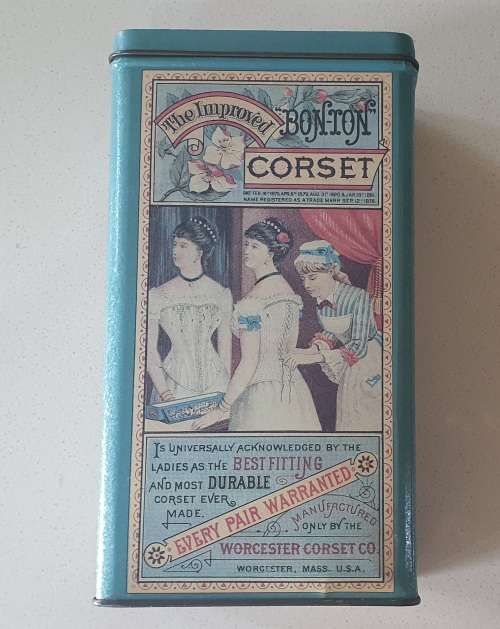 The Improved
"BON-TON"
CORSET
NAME REGISTERED AS A TRADE MARK SEP. 12TH 1876.
IS UNIVERSALLY ACKNOWLEDGED BY THE
LADIES AS THE BEST FITTING
AND MOST DURABLE
CORSET EVER
MADE.
EVERY PAIR WARRANTED
MANUFACTURED
ONLY BY THE
WORCESTER CORSET CO.
WORCESTER, MASS. U.S.A.